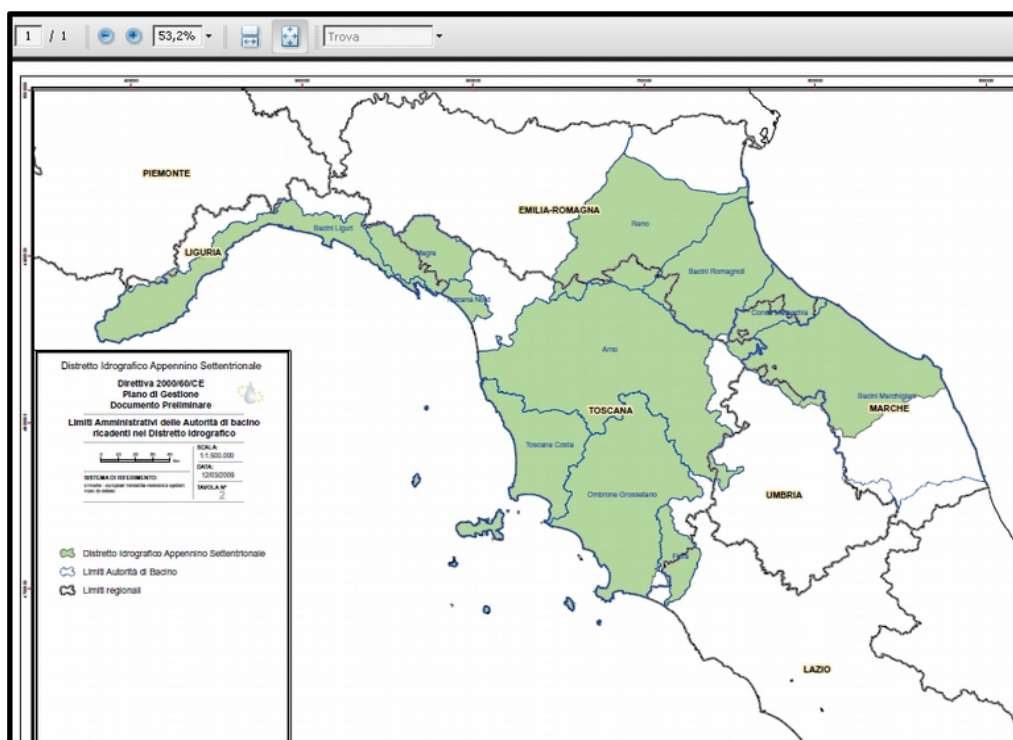 1 / 1 53,2% Trova
PIEMONTE
EMILIA-ROMAGNA
Reno
Bacini Liguri
LIGURIA
Magra
Bacini Romagnoli
Toscana Nord
Arno
Bacini Marchigiani
MARCHE
TOSCANA
Toscana Costa
Ombrone Grossetano
UMBRIA
Fiora
LAZIO
Distretto Idrografico Appennino Settentrionale
Direttiva 2000/60/CE
Piano di Gestione
Documento Preliminare
Limiti Amministrativi delle Autorità di bacino
ricadenti nel Distretto Idrografico
SCALA:
1:1.500.000
DATA:
12/03/2009
SISTEMA DI RIFERIMENTO:
TAVOLA N°
2
Distretto Idrografico Appennino Settentrionale
Limiti Autorità di Bacino
Limiti regionali